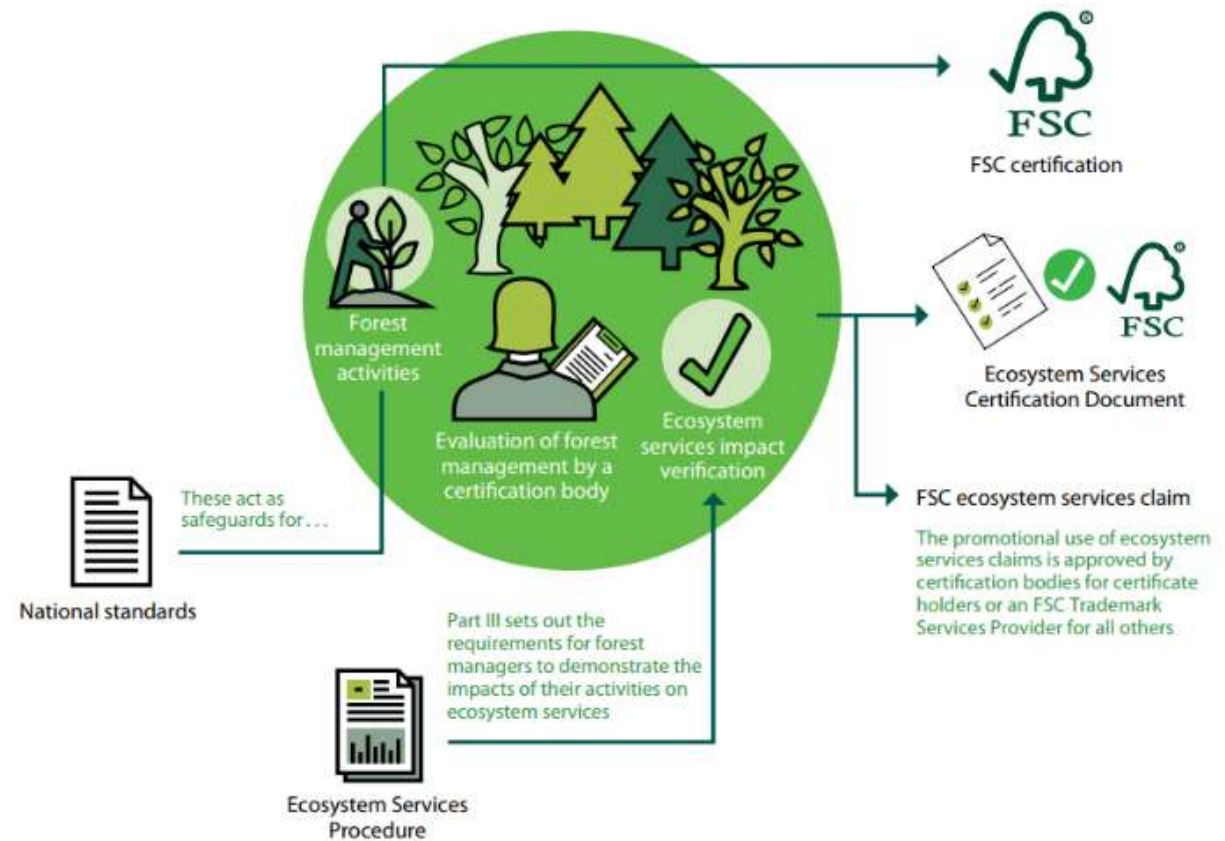 ®
FSC
FSC certification
®
FSC
Ecosystem Services
Certification Document
Forest
management
activities
Evaluation of forest
management by a
certification body
Ecosystem
services impact
verification
These act as
safeguards for...
National standards
FSC ecosystem services claim
The promotional use of ecosystem
services claims is approved by
certification bodies for certificate
holders or an FSC Trademark
Services Provider for all others
Part III sets out the
requirements for forest
managers to demonstrate the
impacts of their activities on
ecosystem services
Ecosystem Services
Procedure